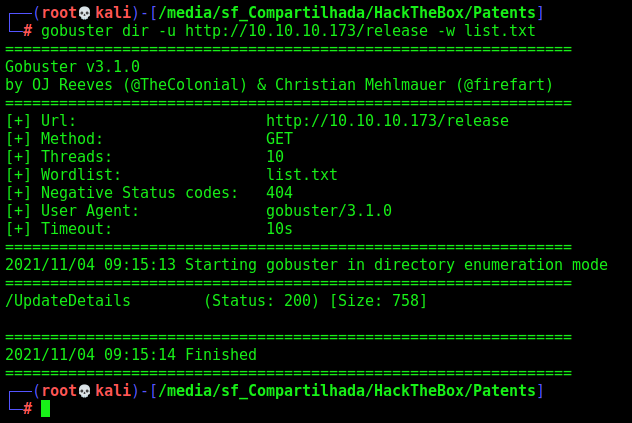 ┌──(root💀kali)-[/media/sf_Compartilhada/HackTheBox/Patents]
└─# gobuster dir -u http://10.10.10.173/release -w list.txt
===============================================================
Gobuster v3.1.0
by OJ Reeves (@TheColonial) & Christian Mehlmauer (@firefart)
===============================================================
[+] Url:                     http://10.10.10.173/release
[+] Method:                  GET
[+] Threads:                 10
[+] Wordlist:                list.txt
[+] Negative Status codes:   404
[+] User Agent:              gobuster/3.1.0
[+] Timeout:                 10s
===============================================================
2021/11/04 09:15:13 Starting gobuster in directory enumeration mode
===============================================================
/UpdateDetails        (Status: 200) [Size: 758]
===============================================================
2021/11/04 09:15:14 Finished
===============================================================
┌──(root💀kali)-[/media/sf_Compartilhada/HackTheBox/Patents]
└─#